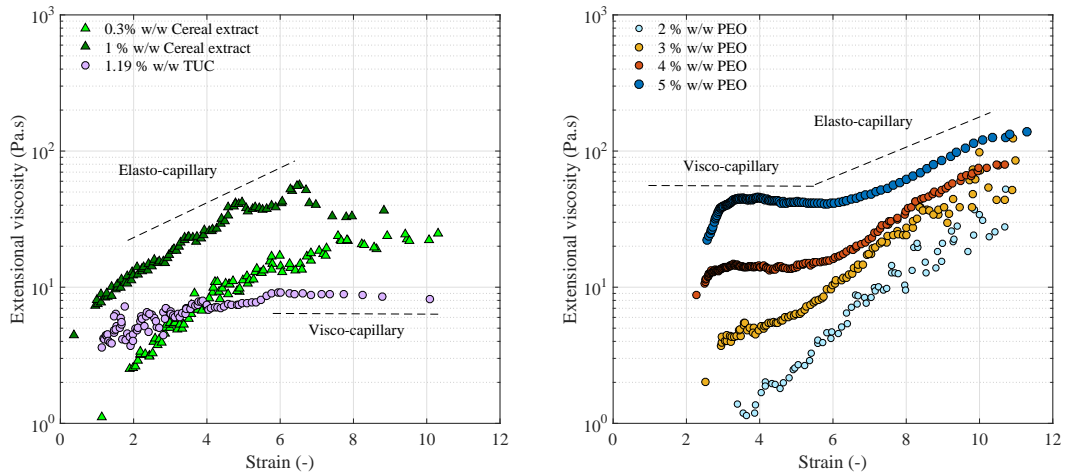 10³
10²
10¹
10⁰
Extensional viscosity (Pa.s)
0.3% w/w Cereal extract
1 % w/w Cereal extract
1.19 % w/w TUC
Elasto-capillary
Visco-capillary
0 2 4 6 8 10 12
Strain (-)
10³
10²
10¹
10⁰
Extensional viscosity (Pa.s)
2 % w/w PEO
3 % w/w PEO
4 % w/w PEO
5 % w/w PEO
Elasto-capillary
Visco-capillary
0 2 4 6 8 10 12
Strain (-)